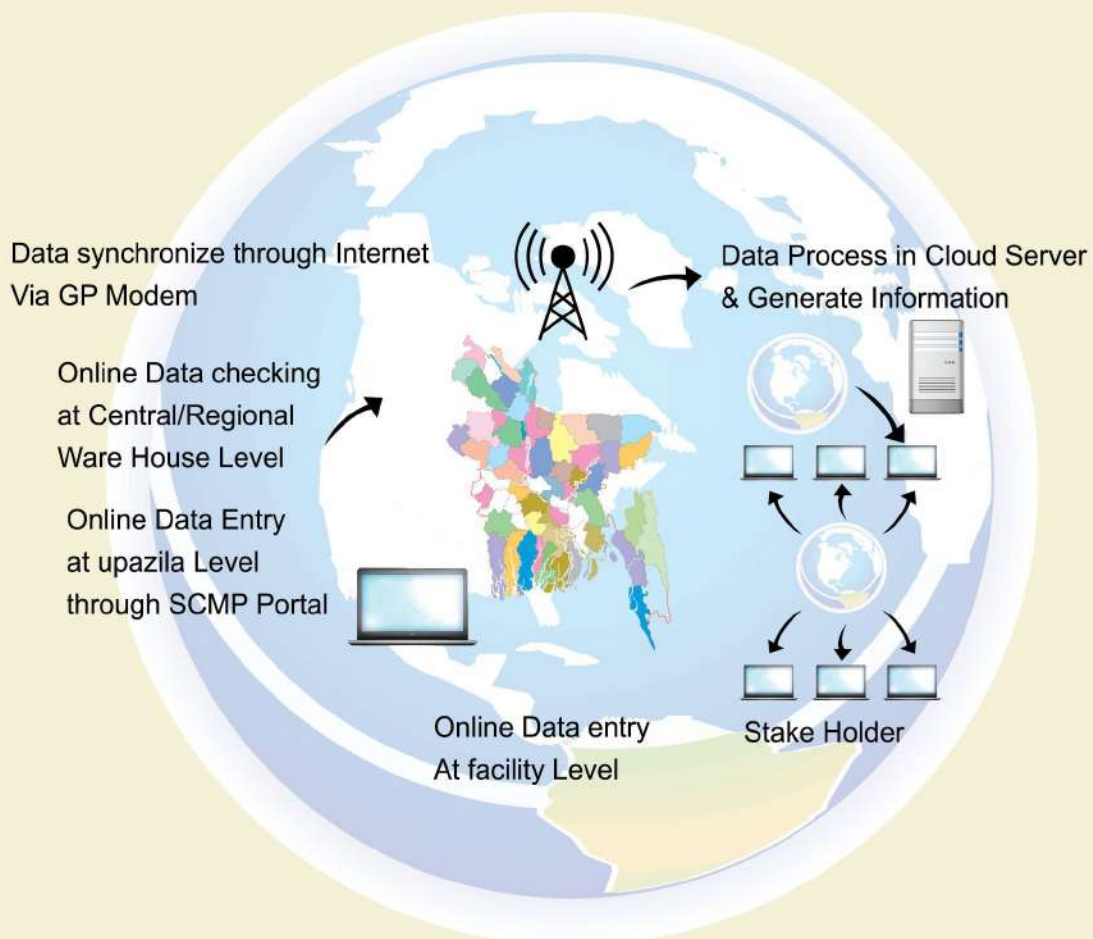 Data synchronize through Internet
Via GP Modem
Data Process in Cloud Server
& Generate Information
Online Data checking
at Central/Regional
Ware House Level
Online Data Entry
at upazila Level
through SCMP Portal
Online Data entry
At facility Level
Stake Holder